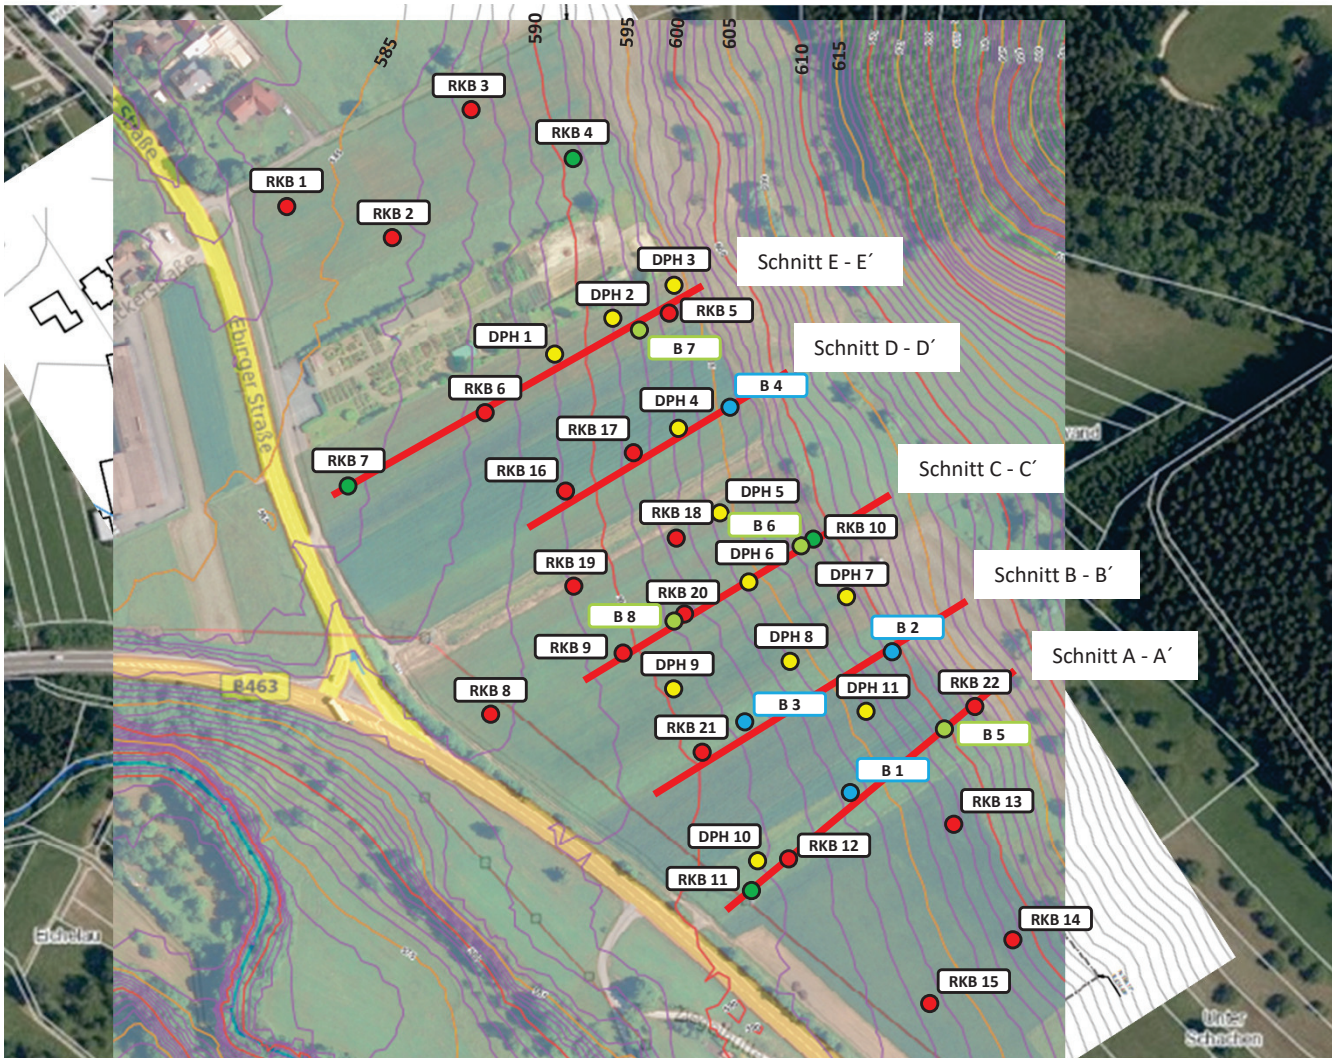 590
595
600
605
585
610
615
RKB 3
RKB 4
RKB 1
RKB 2
Straße
DPH 3
Schnitt E - E´
DPH 2
RKB 5
DPH 1
B 7
Schnitt D - D´
Ebinger Straße
B 4
RKB 6
DPH 4
RKB 17
RKB 7
RKB 16
Schnitt C - C´
DPH 5
RKB 18
B 6
RKB 10
DPH 6
RKB 19
DPH 7
Schnitt B - B´
RKB 20
B 8
B 2
RKB 9
DPH 8
Schnitt A - A´
DPH 9
B463
RKB 8
DPH 11
RKB 22
B 3
RKB 21
B 5
B 1
RKB 13
DPH 10
RKB 12
RKB 11
RKB 14
Eichelau
RKB 15
Unter
Schachen